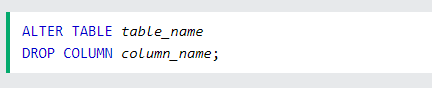 ALTER TABLE table_name
DROP COLUMN column_name;